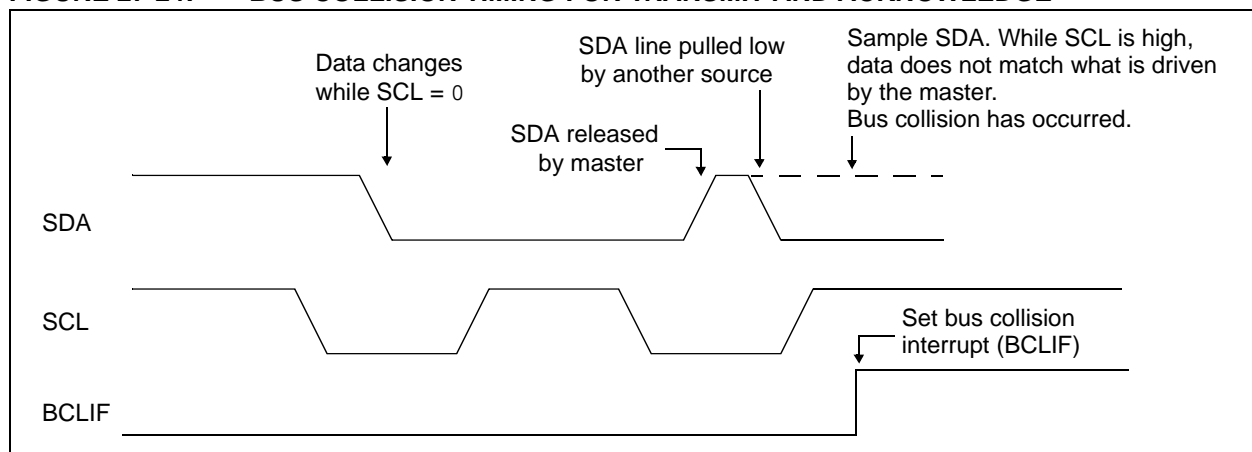 Data changes
while SCL = 0
SDA line pulled low
by another source
Sample SDA. While SCL is high,
data does not match what is driven
by the master.
Bus collision has occurred.
SDA released
by master
SDA
SCL
Set bus collision
interrupt (BCLIF)
BCLIF